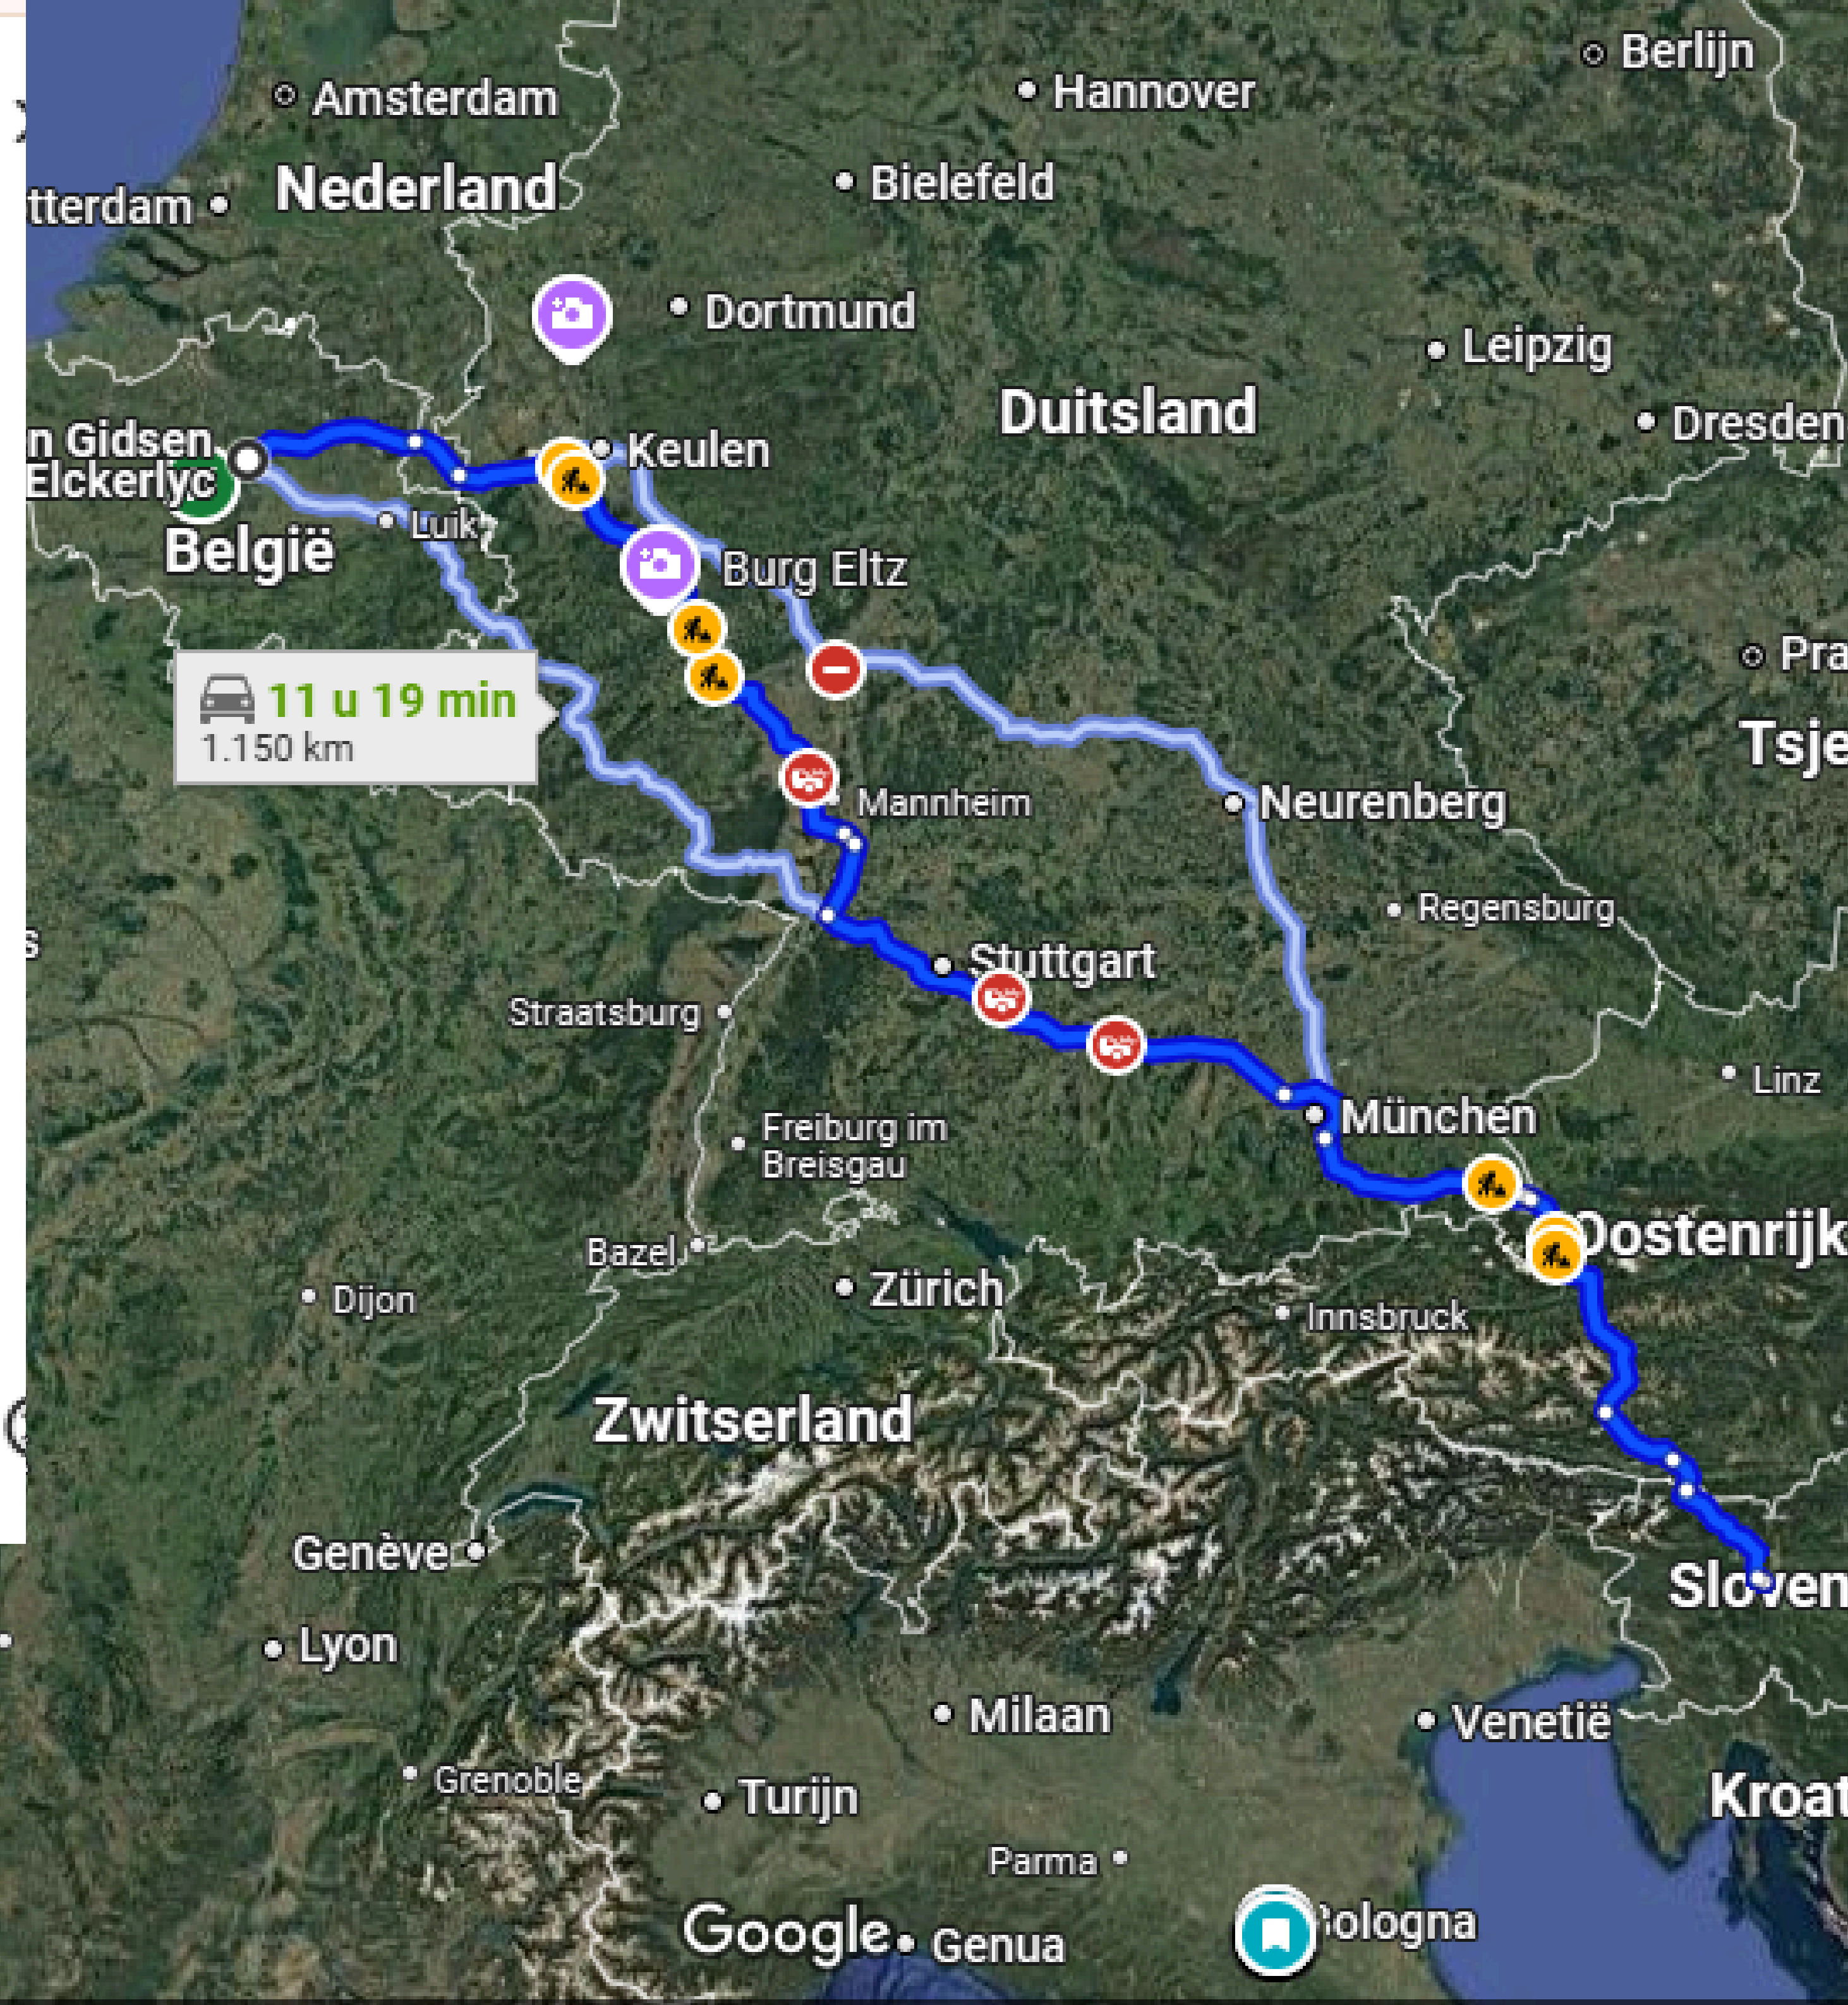 Berlijn
Amsterdam
Hannover
Nederland
Bielefeld
tterdam
Dortmund
Leipzig
Duitsland
Dresden
n Gidsen
Keulen
Elckerlyc
Luik
België
Burg Eltz
Pra
11 u 19 min
1.150 km
Tsje
Mannheim
Neurenberg
Regensburg
s
Stuttgart
Straatsburg
Linz
München
Freiburg im
Breisgau
Oostenrijk
Bazel
Zürich
Dijon
Innsbruck
Zwitserland
Genève
Sloven
Lyon
Milaan
Venetië
Grenoble
Turijn
Kroat
Parma
Bologna
Google
Genua